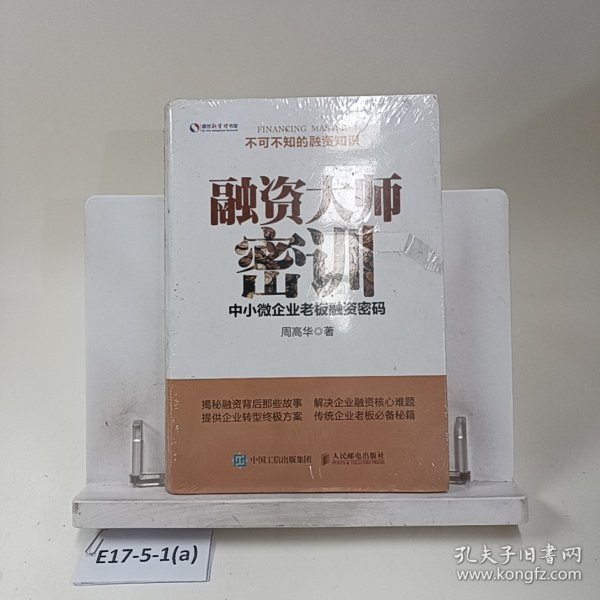 FINANCING MASTER
不可不知的融资知识
融资大师
密训
中小微企业老板融资密码
周高华◎著
揭秘融资背后那些故事 解决企业融资核心难题
提供企业转型终极方案 传统企业老板必备秘籍
中国工信出版集团 人民邮电出版社
POSTS & TELECOM PRESS
E17-5-1(a)
孔夫子旧书网
www.kongfz.com